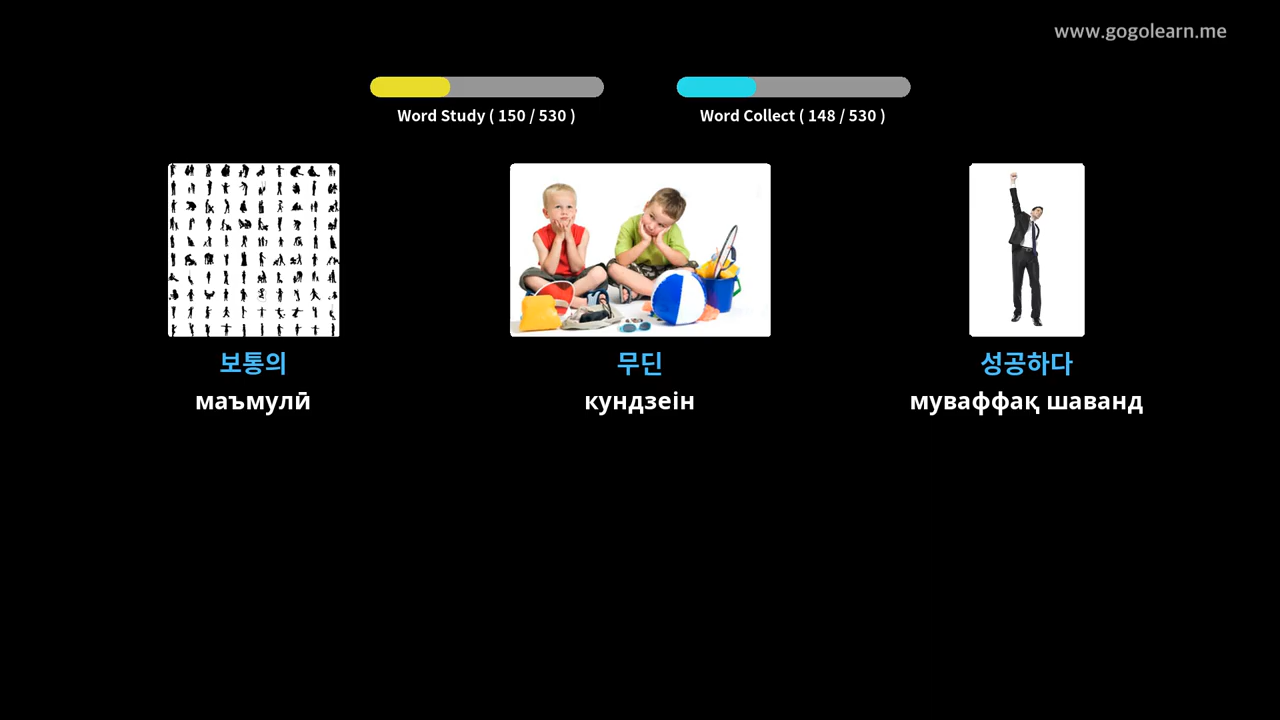 www.gogolearn.me
Word Study ( 150 / 530 )
Word Collect ( 148 / 530 )
보통의
무딘
성공하다
маъмулӣ
кундзеін
муваффақ шаванд